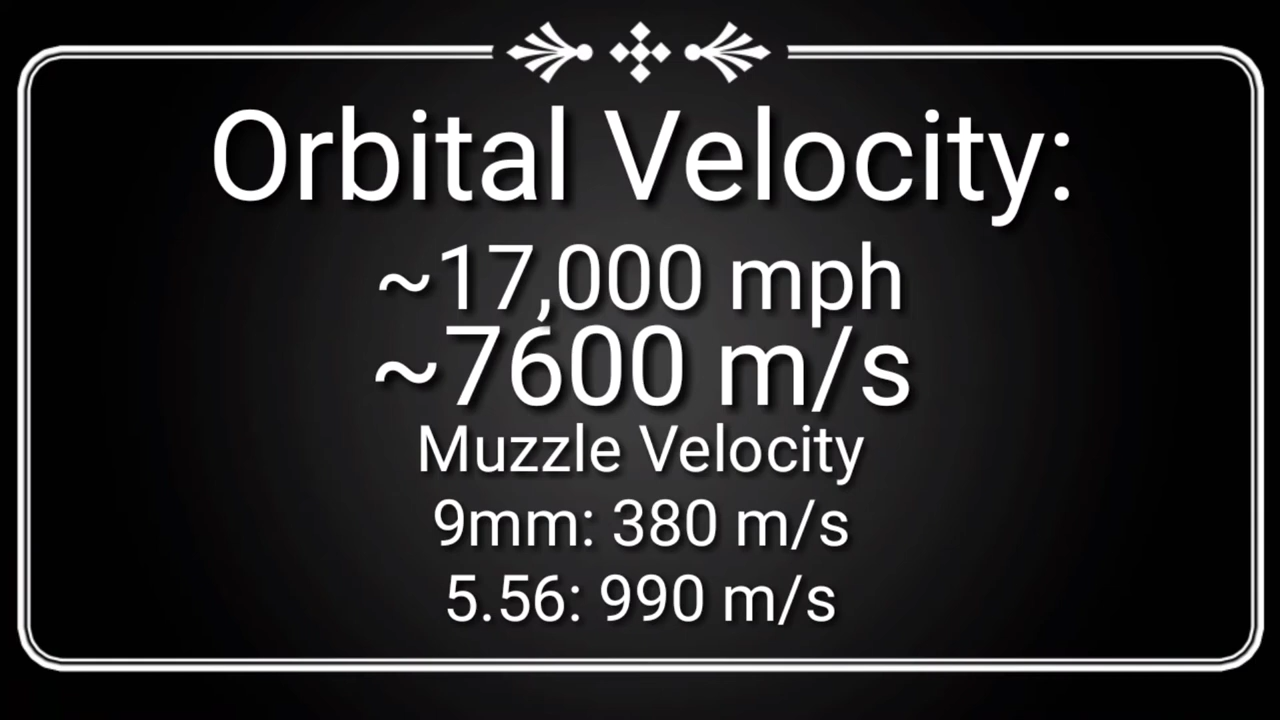 Orbital Velocity:
~17,000 mph
~7600 m/s
Muzzle Velocity
9mm: 380 m/s
5.56: 990 m/s